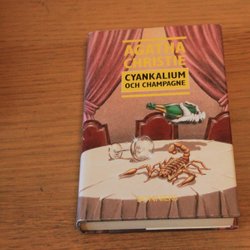 AGATHA
CHRISTIE
CYANKALIUM
OCH CHAMPAGNE